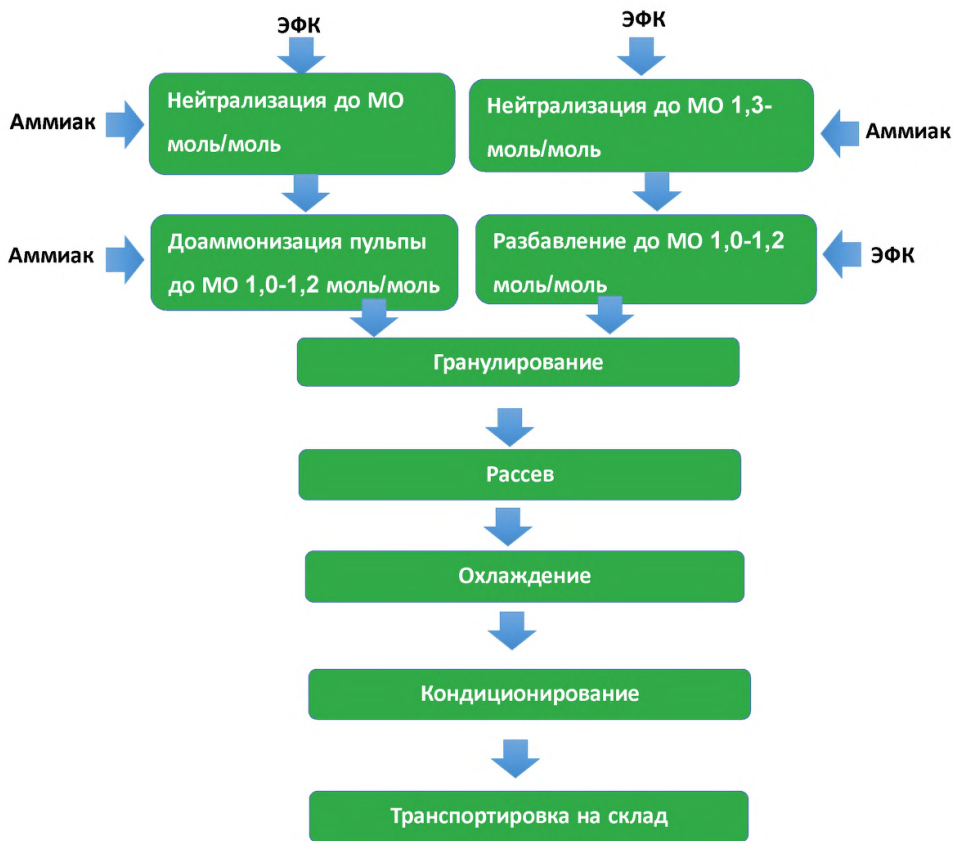 ЭФК
ЭФК
Аммиак
Нейтрализация до МО
моль/моль
Нейтрализация до МО 1,3-
моль/моль
Аммиак
Аммиак
Доаммонизация пульпы
до МО 1,0-1,2 моль/моль
Разбавление до МО 1,0-1,2
моль/моль
ЭФК
Гранулирование
Рассев
Охлаждение
Кондиционирование
Транспортировка на склад